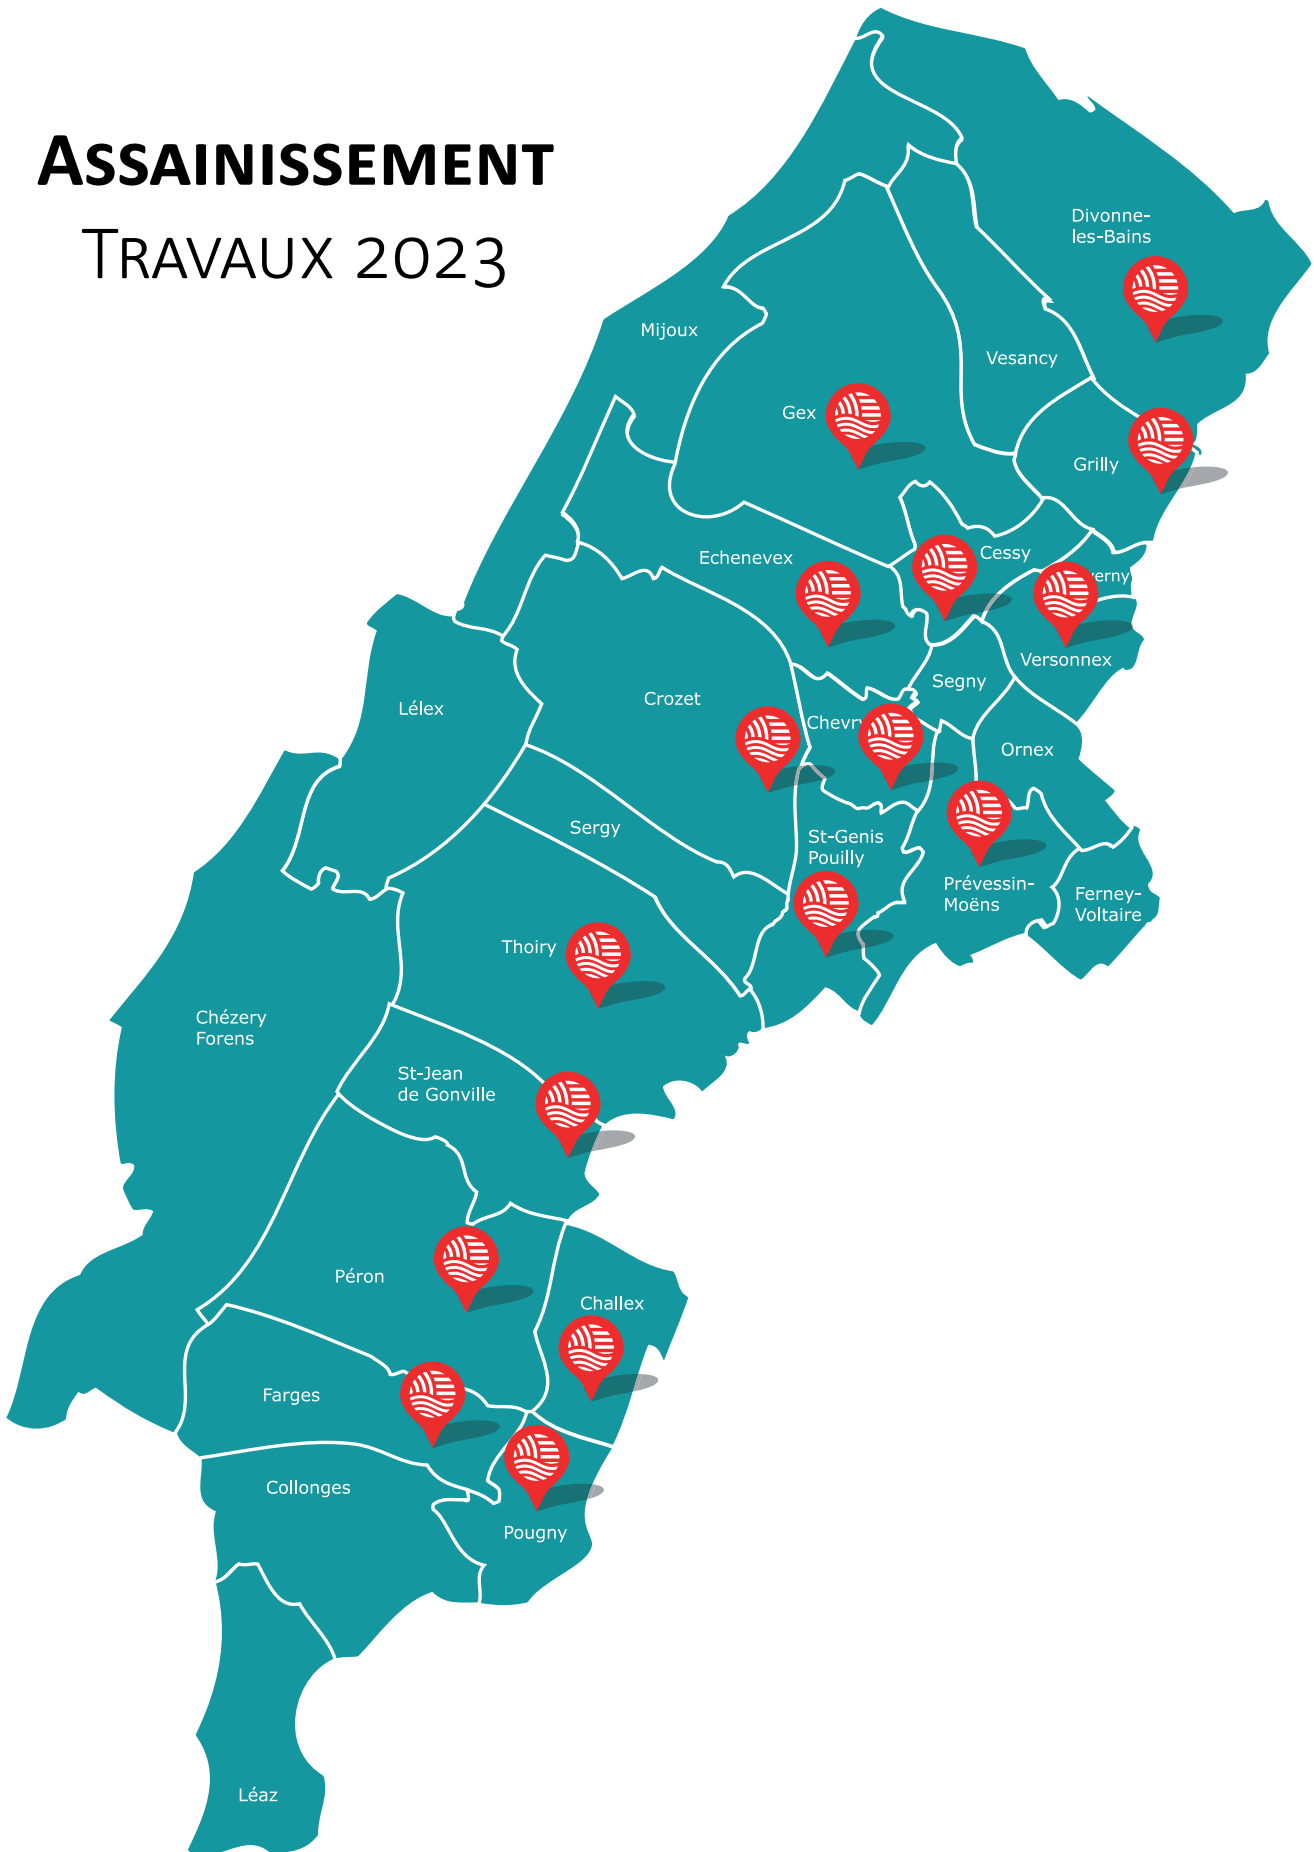 ASSAINISSEMENT
TRAVAUX 2023
Divonne-
les-Bains
Mijoux
Vesancy
Gex
Grilly
Echenevex
Cessy
erny
Versonnex
Segny
Crozet
Lélex
Chevry
Ornex
Sergy
St-Genis
Pouilly
Prévessin-
Moëns
Ferney-
Voltaire
Thoiry
Chézery
Forens
St-Jean
de Gonville
Péron
Challex
Farges
Collonges
Pougny
Léaz